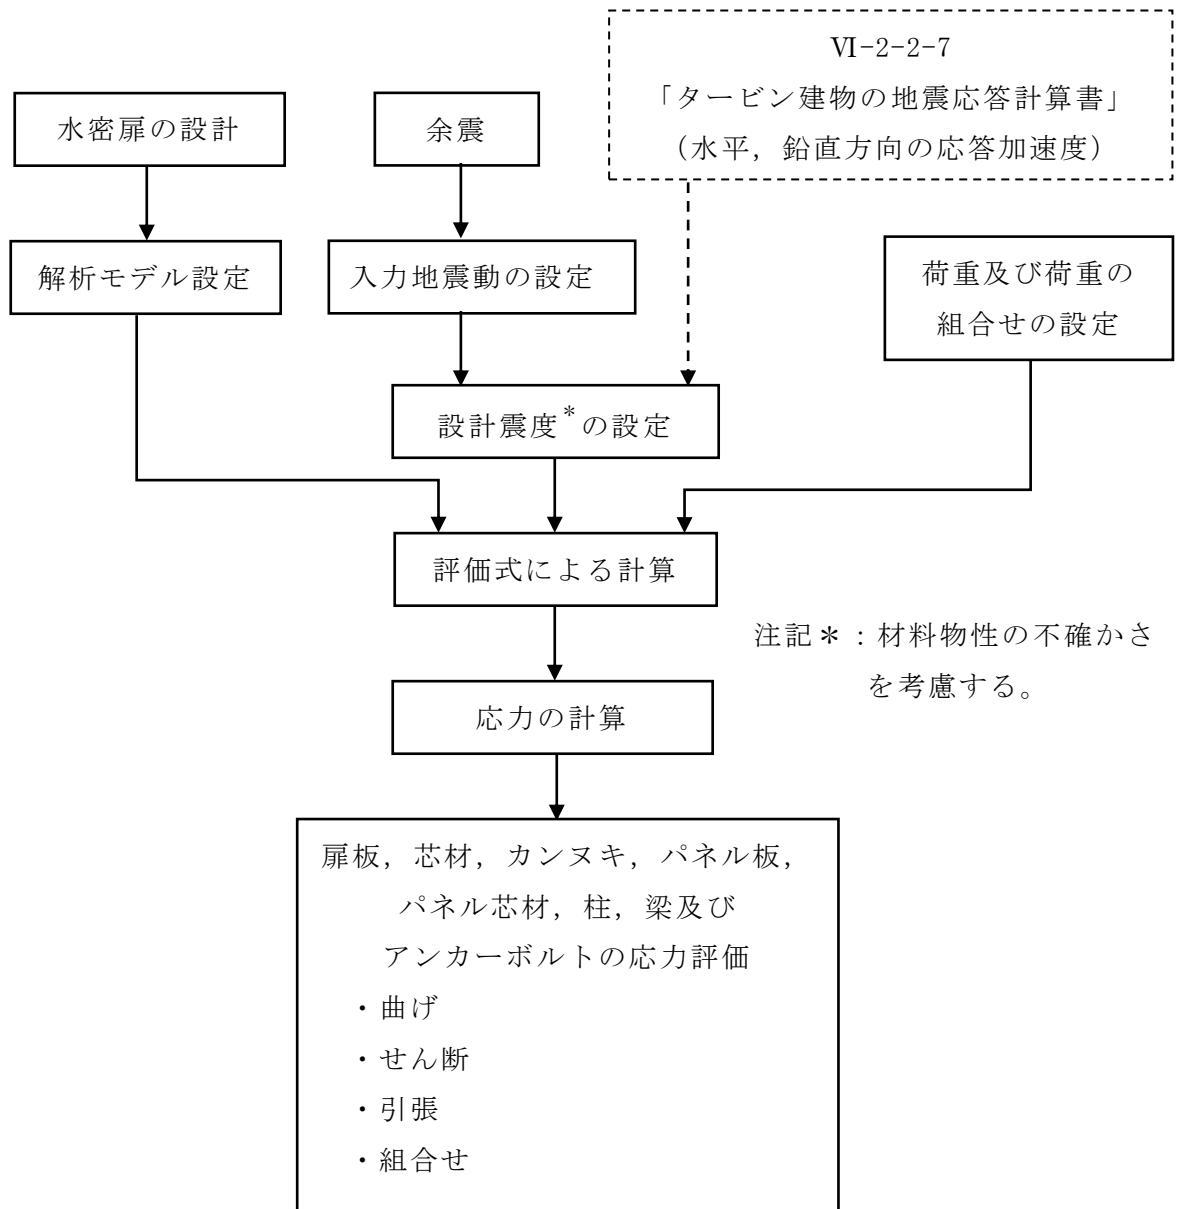 Ⅵ-2-2-7
「タービン建物の地震応答計算書」
（水平，鉛直方向の応答加速度）
水密扉の設計
余震
解析モデル設定
入力地震動の設定
荷重及び荷重の
組合せの設定
設計震度*の設定
評価式による計算
注記＊：材料物性の不確かさ
を考慮する。
応力の計算
扉板，芯材，カンヌキ，パネル板，
パネル芯材，柱，梁及び
アンカーボルトの応力評価
・曲げ
・せん断
・引張
・組合せ